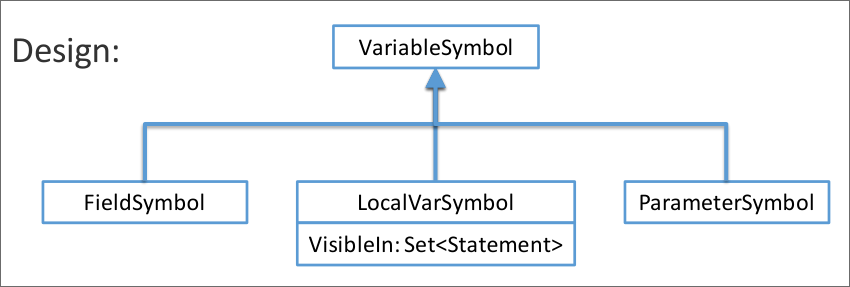 Design:
VariableSymbol
FieldSymbol
LocalVarSymbol
ParameterSymbol
VisibleIn: Set<Statement>